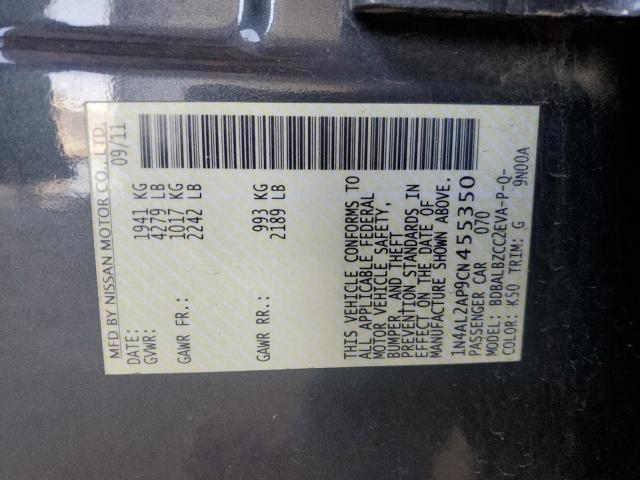 MFD BY NISSAN MOTOR CO., LTD.
DATE: 09/11
GVWR: 1941 KG
4279 LB
GAWR FR.: 1017 KG
2242 LB
GAWR RR.: 993 KG
2189 LB
THIS VEHICLE CONFORMS TO
ALL APPLICABLE FEDERAL
MOTOR VEHICLE SAFETY,
BUMPER, AND THEFT
PREVENTION STANDARDS IN
EFFECT ON THE DATE OF
MANUFACTURE SHOWN ABOVE.
1N4AL2AP9CN455350
PASSENGER CAR 070
MODEL: BDBALBZCC2EVA-P-Q-
COLOR: K50 TRIM: G 9N00A